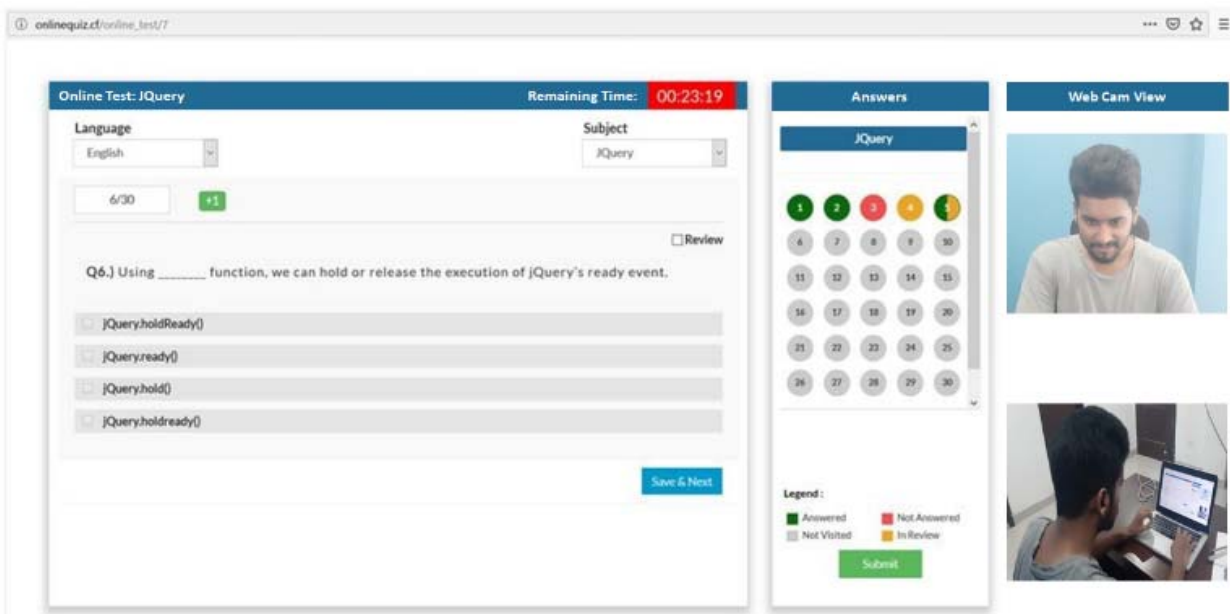 onlinequiz.cf/online_test/7
Online Test: JQuery
Remaining Time: 00:23:19
Language
English
Subject
JQuery
6/30
+1
Review
Q6.) Using _______ function, we can hold or release the execution of jQuery's ready event.
jQuery.holdReady()
jQuery.ready()
jQuery.hold()
jQuery.holdready()
Save & Next
Answers
JQuery
1 2 3 4 5
6 7 8 9 10
11 12 13 14 15
16 17 18 19 20
21 22 23 24 25
26 27 28 29 30
Legend :
Answered Not Answered
Not Visited In Review
Submit
Web Cam View